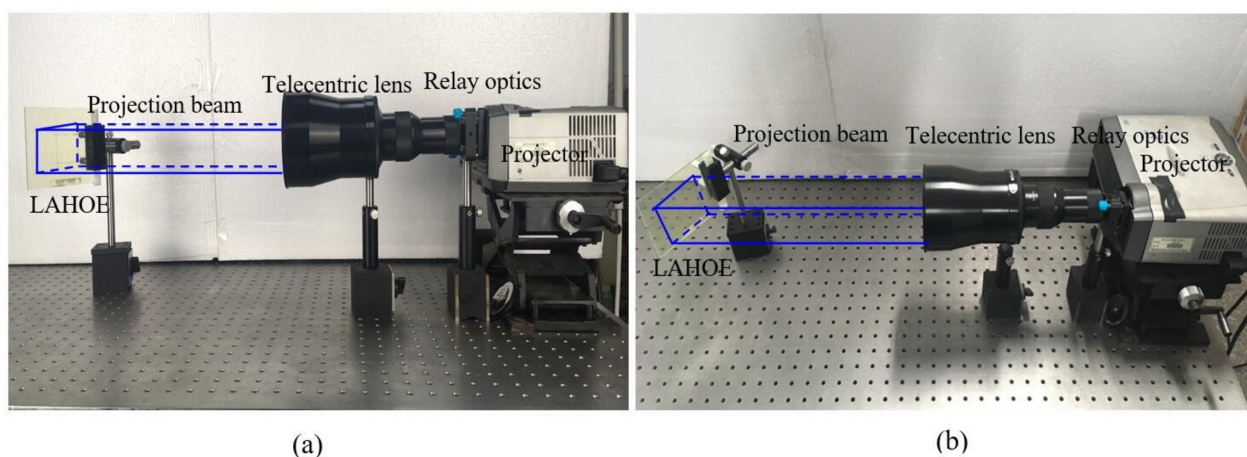 Telecentric lens
Relay optics
Projection beam
Projector
LAHOE
Projection beam
Telecentric lens
Relay optics
Projector
LAHOE
(a)
(b)